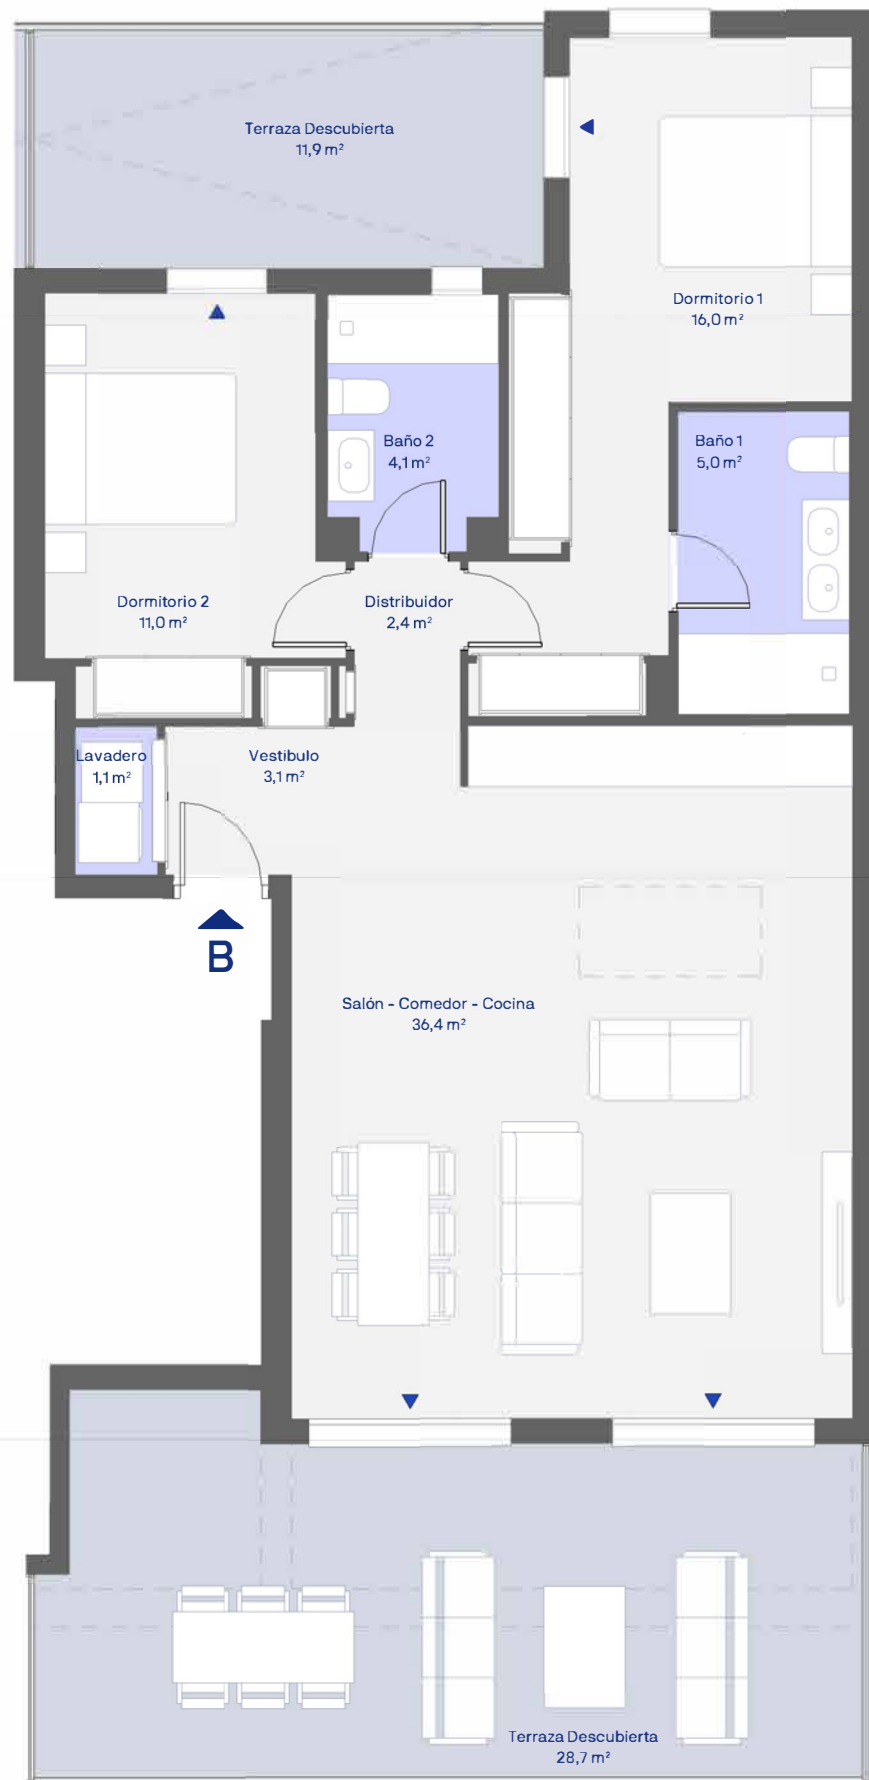 Terraza Descubierta
11,9 m²
Dormitorio 1
16,0 m²
Baño 2
4,1 m²
Baño 1
5,0 m²
Dormitorio 2
11,0 m²
Distribuidor
2,4 m²
Lavadero
1,1 m²
Vestibulo
3,1 m²
B
Salón - Comedor - Cocina
36,4 m²
Terraza Descubierta
28,7 m²